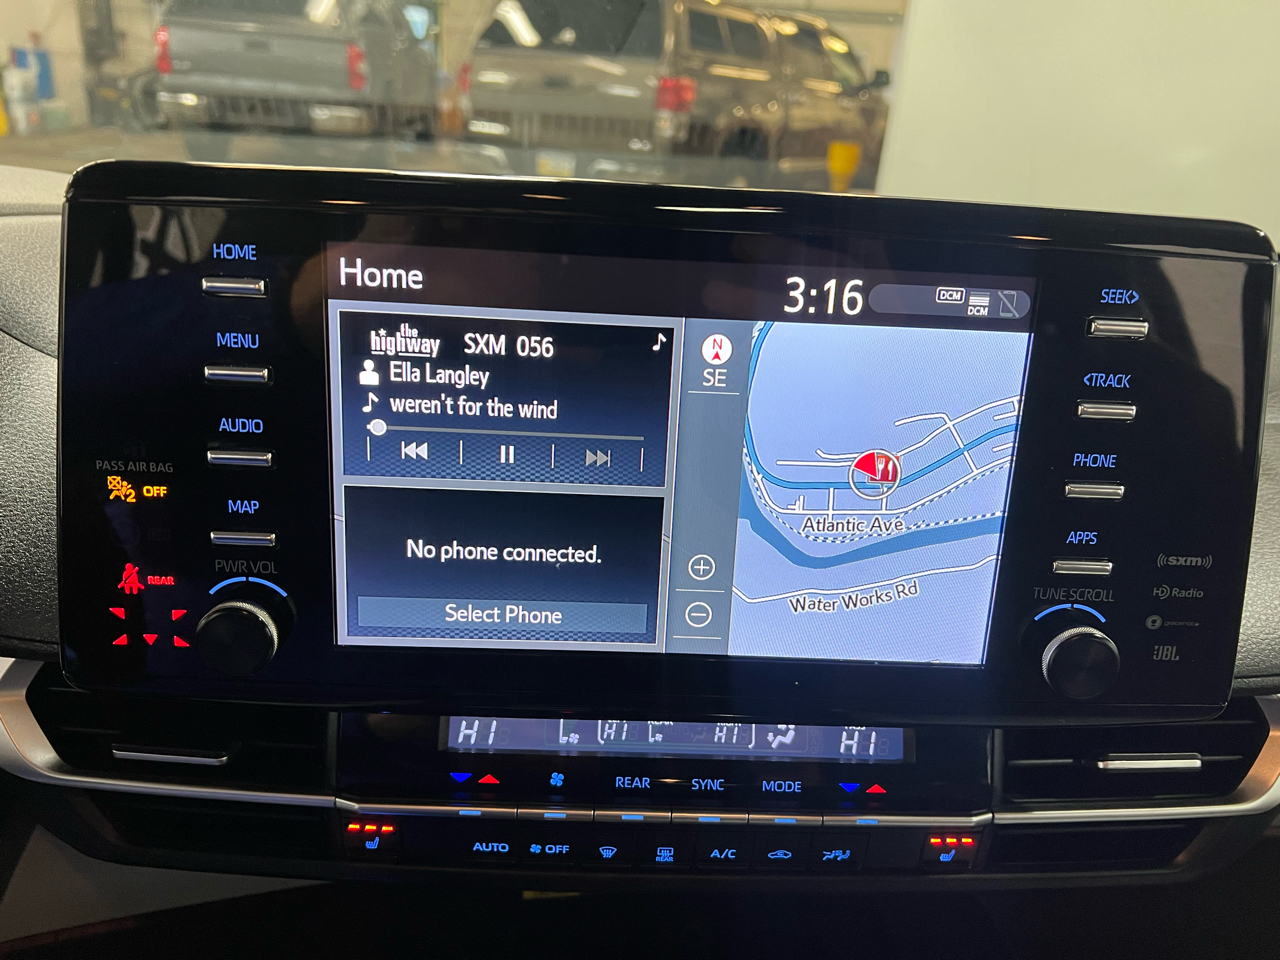 HOME
MENU
AUDIO
MAP
PASS AIR BAG
2 OFF
REAR
PWR VOL
Home
3:16
DCM
DCM
the
highway
SXM 056
Ella Langley
weren't for the wind
No phone connected.
Select Phone
N
SE
Atlantic Ave
Water Works Rd
SEEK>
<TRACK
PHONE
APPS
TUNE SCROLL
((sxm))
HD Radio
gracenote
JBL
HI
HI
REAR
HI
HI
REAR
SYNC
MODE
AUTO
OFF
REAR
A/C